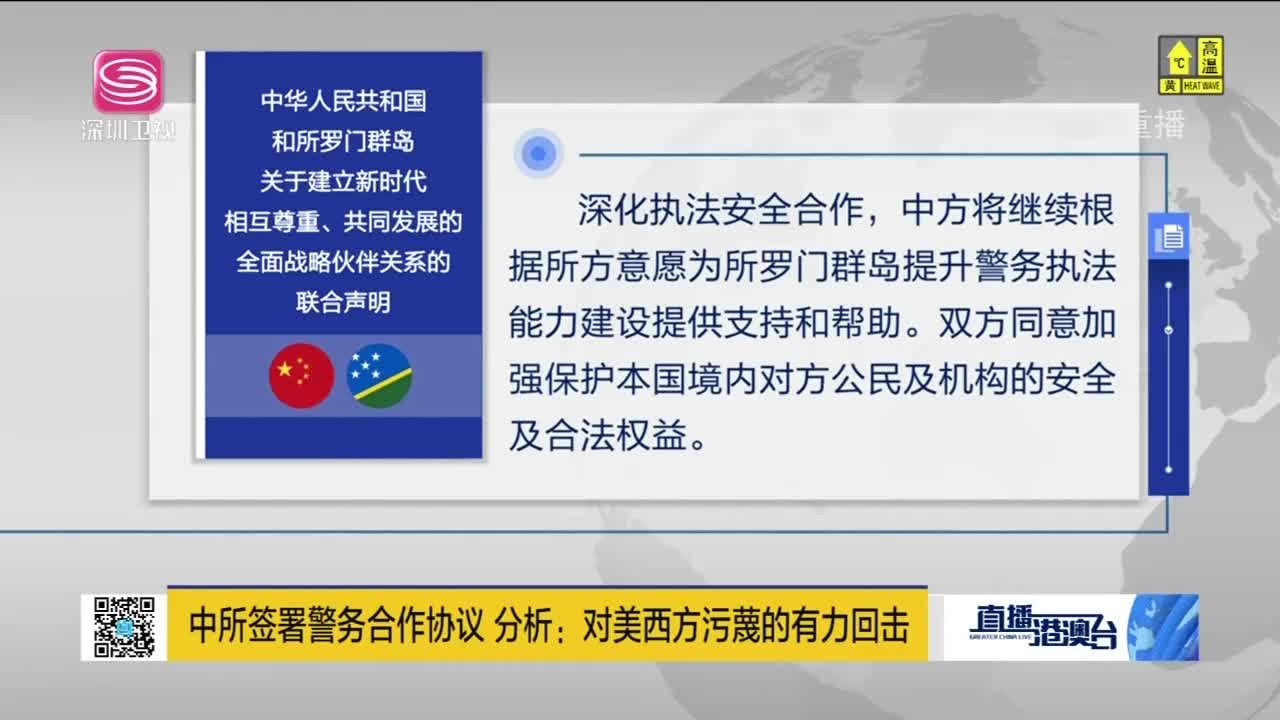 深圳卫视
℃
高温
黄 HEAT WAVE
重播
中华人民共和国
和所罗门群岛
关于建立新时代
相互尊重、共同发展的
全面战略伙伴关系的
联合声明
深化执法安全合作，中方将继续根
据所方意愿为所罗门群岛提升警务执法
能力建设提供支持和帮助。双方同意加
强保护本国境内对方公民及机构的安全
及合法权益。
中所签署警务合作协议 分析：对美西方污蔑的有力回击
直播
GREATER CHINA LIVE
港澳台